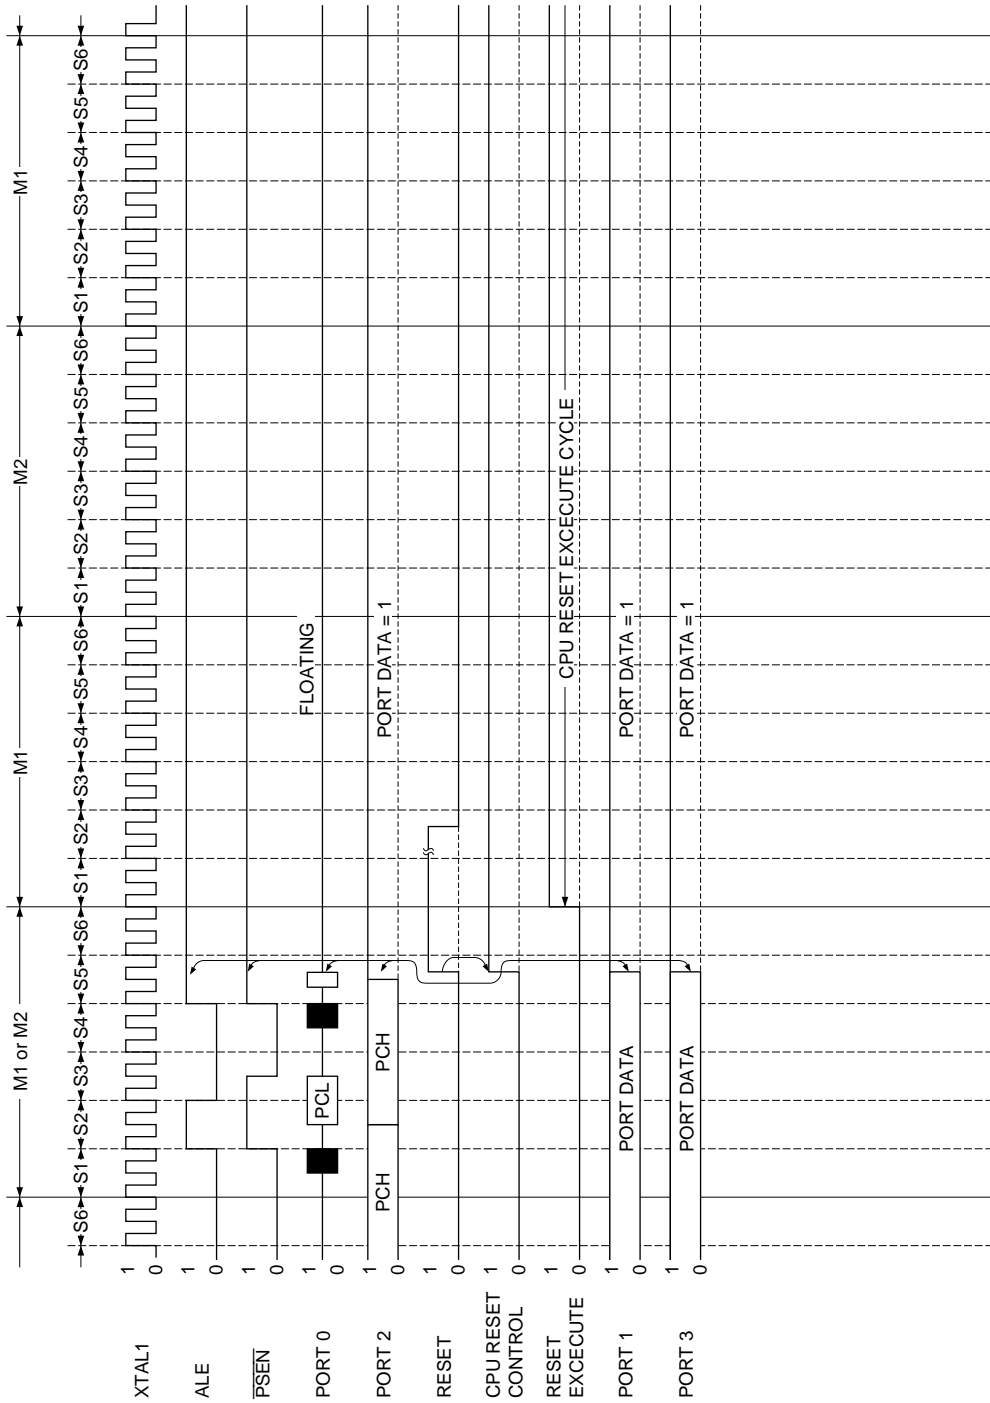 M1 or M2
M1
M2
M1
S6 S1 S2 S3 S4 S5 S6 S1 S2 S3 S4 S5 S6 S1 S2 S3 S4 S5 S6 S1 S2 S3 S4 S5 S6
XTAL1 1 0
ALE 1 0
PSEN 1 0
PORT 0 1 0 PCL FLOATING
PORT 2 1 0 PCH PCH PORT DATA = 1
RESET 1 0
CPU RESET
CONTROL 1 0
RESET
EXCECUTE 1 0 CPU RESET EXCECUTE CYCLE
PORT 1 1 0 PORT DATA PORT DATA = 1
PORT 3 1 0 PORT DATA PORT DATA = 1